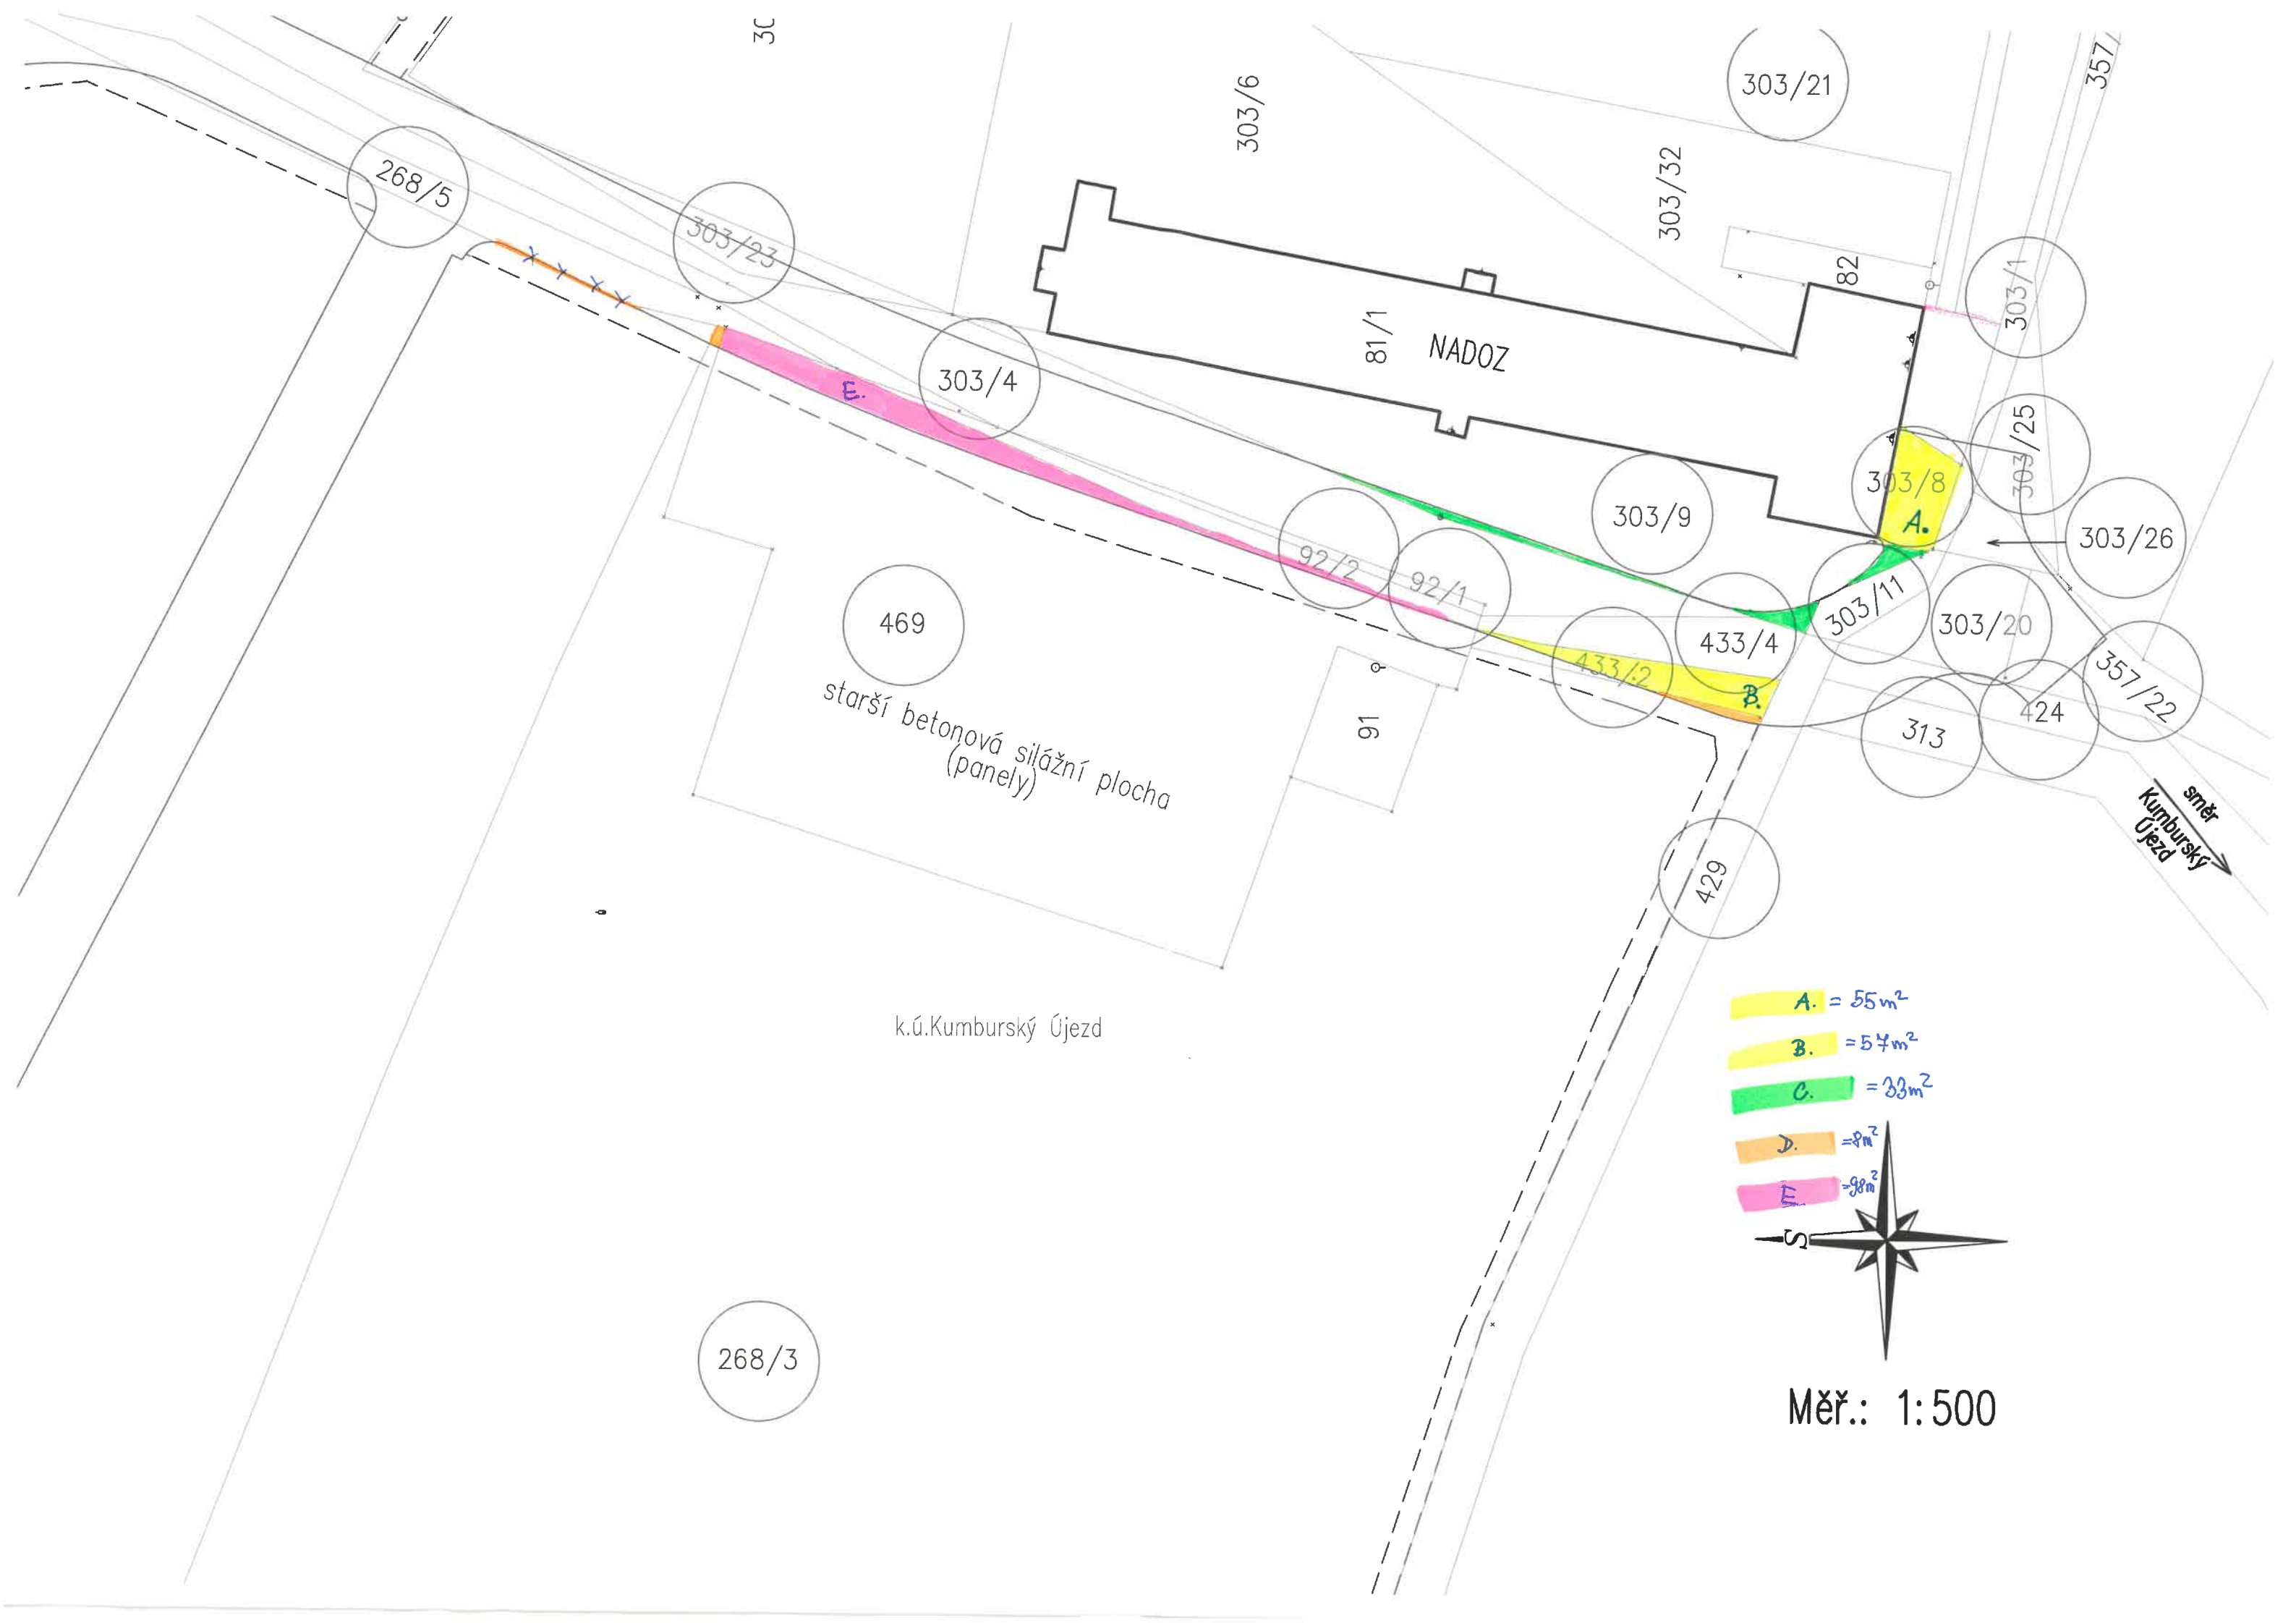 303/21
357/
303/6
303/32
268/5
303/23
82
303/1
81/1
NADOZ
303/4
E.
303/25
303/8
A.
303/9
303/26
92/2
92/1
303/11
469
303/20
433/4
433/2
B.
357/22
starší betonová silážní plocha
(panely)
91
313
424
směr
Kumburský
Újezd
429
A. = 55m²
k.ú.Kumburský Újezd
B. = 57m²
C. = 33m²
D. = 8m²
E = 98m²
S
268/3
Měř.: 1:500